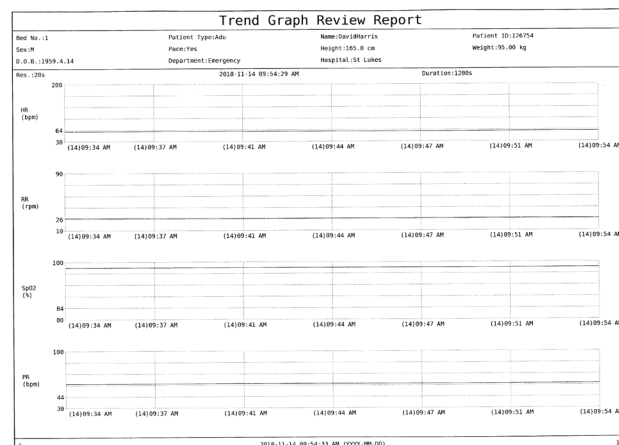 Trend Graph Review Report
Bed No.:1 Patient Type:Adu Name:DavidHarris Patient ID:126754
Sex:M Pace:Yes Height:165.0 cm Weight:95.00 kg
D.O.B.:1959.4.14 Department:Emergency Hospital:St Lukes
Res.:20s 2018-11-14 09:54:29 AM Duration:1200s
200
HR
(bpm)
64
30
(14)09:34 AM (14)09:37 AM (14)09:41 AM (14)09:44 AM (14)09:47 AM (14)09:51 AM (14)09:54 AM
90
RR
(rpm)
26
10
(14)09:34 AM (14)09:37 AM (14)09:41 AM (14)09:44 AM (14)09:47 AM (14)09:51 AM (14)09:54 AM
100
SpO2
(%)
84
80
(14)09:34 AM (14)09:37 AM (14)09:41 AM (14)09:44 AM (14)09:47 AM (14)09:51 AM (14)09:54 AM
100
PR
(bpm)
44
30
(14)09:34 AM (14)09:37 AM (14)09:41 AM (14)09:44 AM (14)09:47 AM (14)09:51 AM (14)09:54 AM
2018-11-14 09:54:33 AM (YYYY-MM-DD)